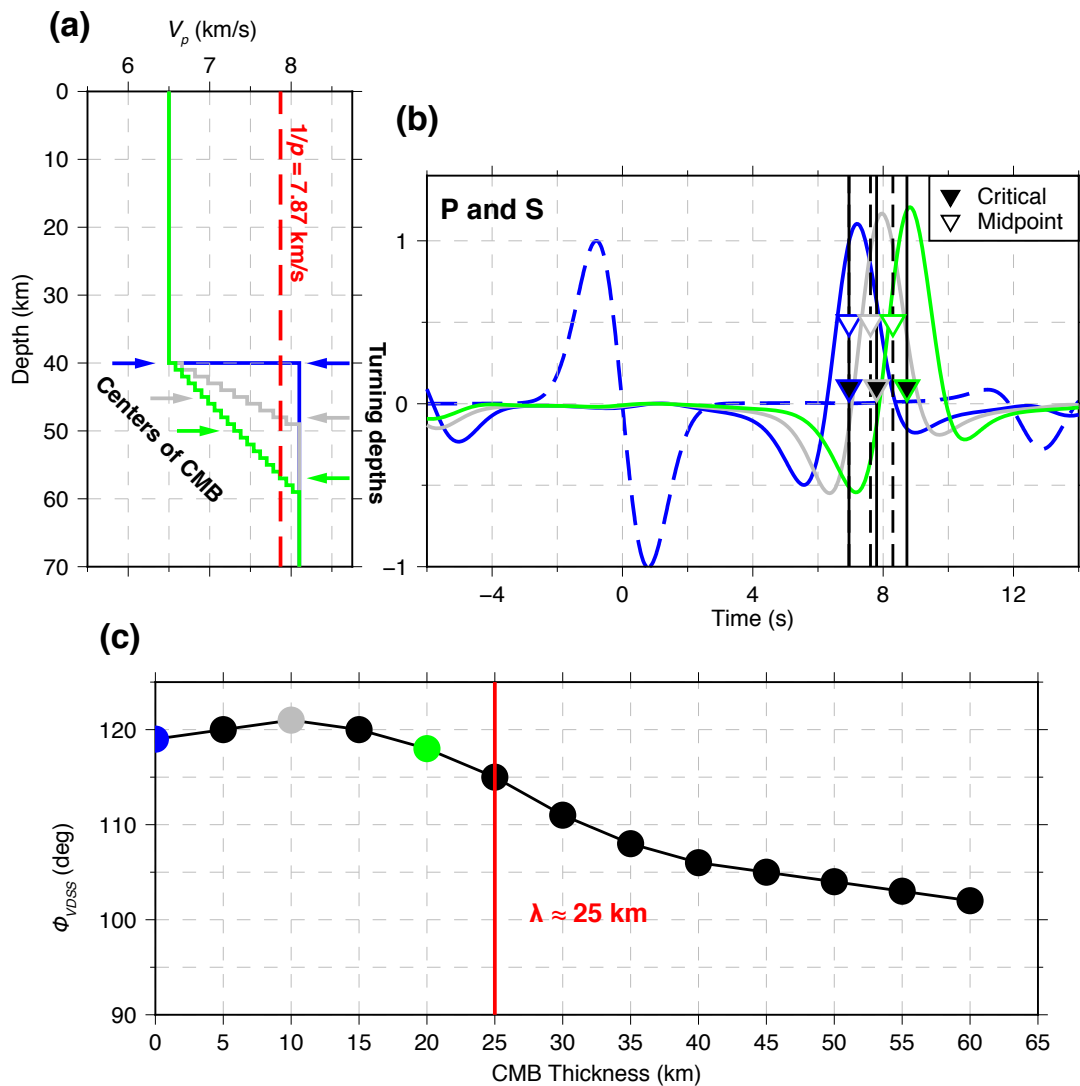 (a)
Vp (km/s)
6 7 8
0
10
20
30
40
50
60
70
Depth (km)
1/p = 7.87 km/s
Centers of CMB
Turning depths
(b)
P and S
Critical
Midpoint
1
0
−1
−4 0 4 8 12
Time (s)
(c)
120
110
100
90
ΦVDSS (deg)
λ ≈ 25 km
0 5 10 15 20 25 30 35 40 45 50 55 60 65
CMB Thickness (km)